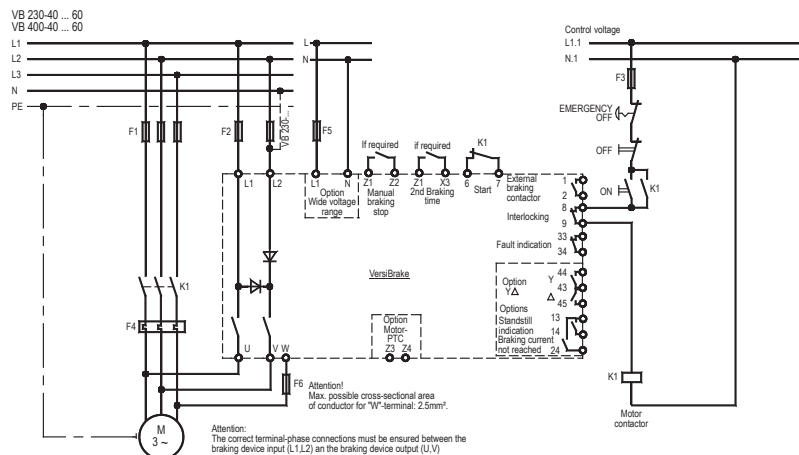 VB 230-40 ... 60
VB 400-40 ... 60
L1
L2
L3
N
PE
L
N
Control voltage
L1.1
N.1
F1
F2
VB 230-...
F5
F3
EMERGENCY
OFF
OFF
ON
K1
If required
if required
K1
L1
L2
L1
N
Z1
Z2
Z1
X3
6
7
Option
Wide voltage
range
Manual
braking
stop
2nd Braking
time
Start
External
braking
contactor
1
2
8
Interlocking
9
33
Fault indication
34
VersiBrake
Option
Y△
Y
△
44
43
45
Options
Standstill
indication
Braking current
not reached
13
14
24
K1
F4
Option
Motor-
PTC
Z3
Z4
U
V
W
F6
Attention!
Max. possible cross-sectional area
of conductor for "W"-terminal: 2.5mm².
K1
Motor
contactor
M
3 ~
Attention:
The correct terminal-phase connections must be ensured between the
braking device input (L1,L2) an the braking device output (U,V)